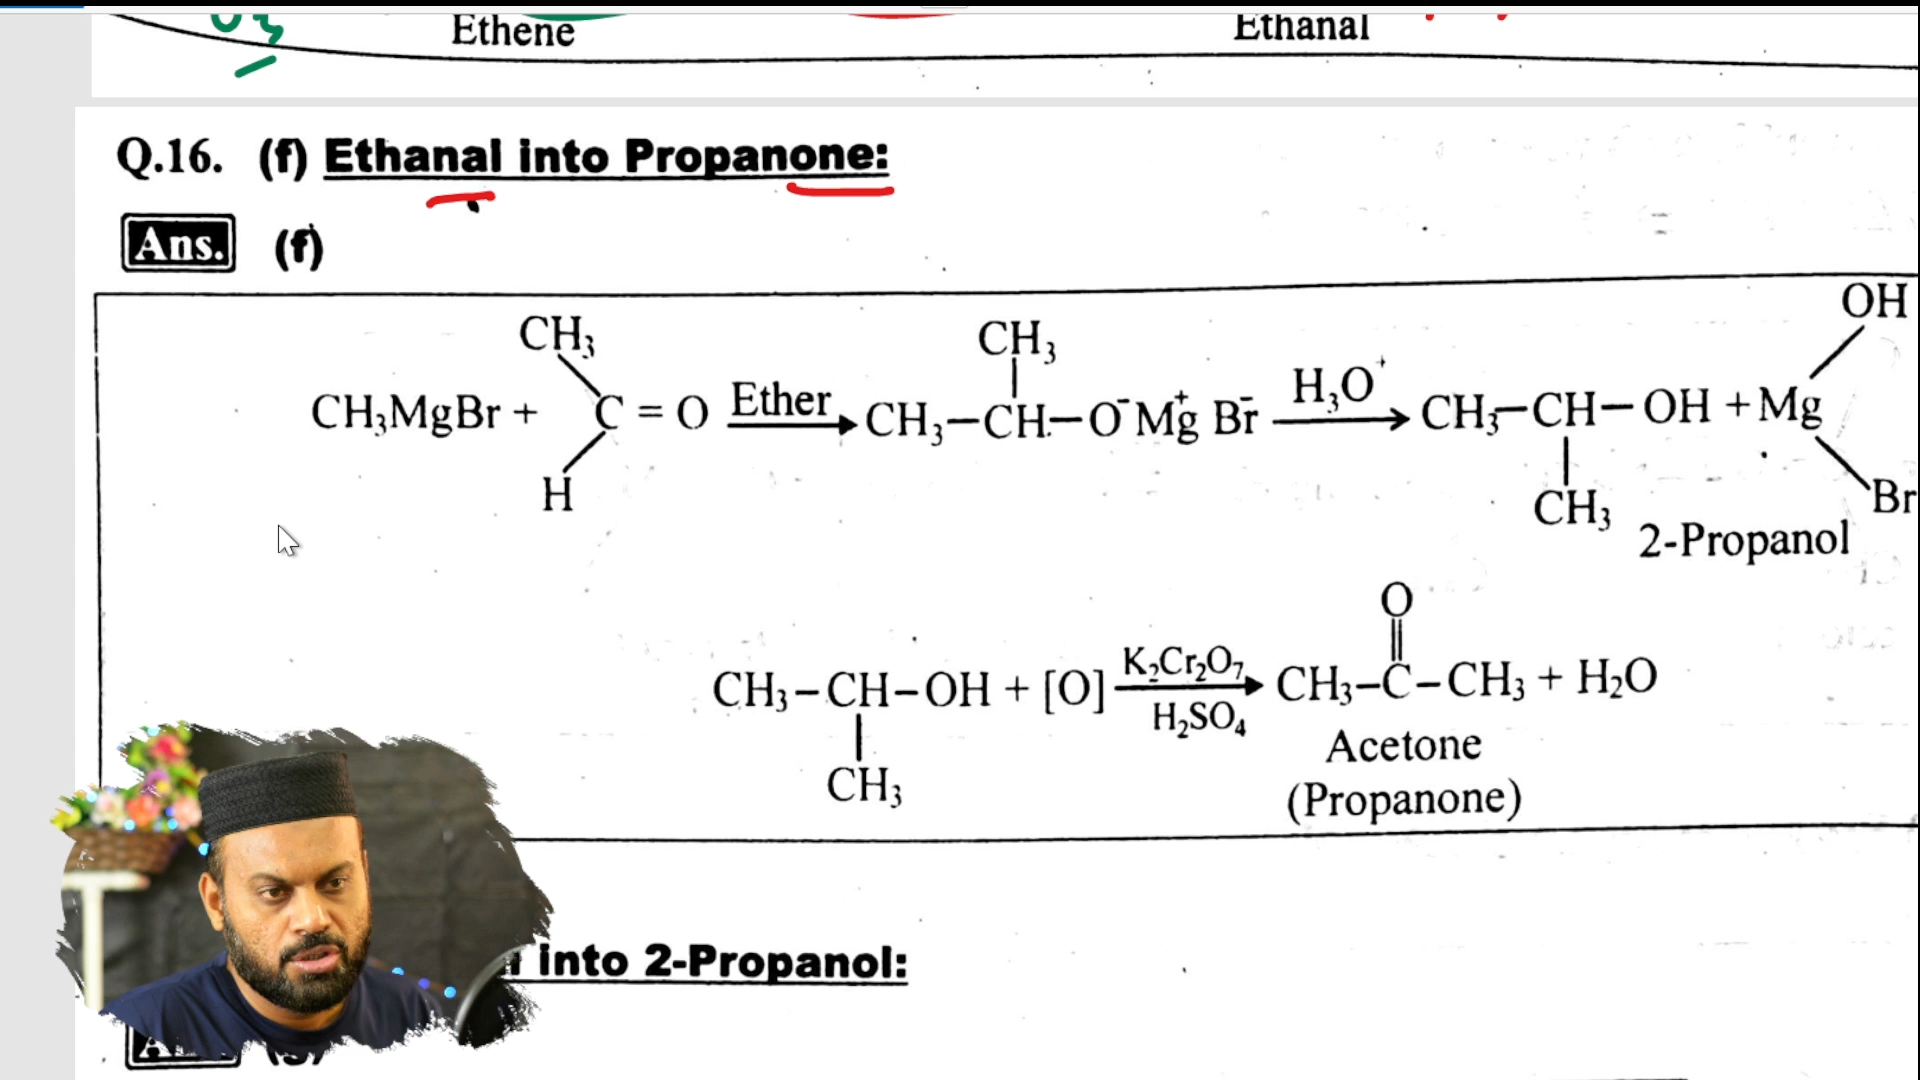 Ethene Ethanal
Q.16. (f) Ethanal into Propanone:
Ans. (f)
CH₃ CH₃ OH
CH₃MgBr + C = O Ether CH₃–CH–O⁻Mg⁺ Br⁻ H₃O⁺ CH₃–CH–OH + Mg
H CH₃ Br
2-Propanol
O
CH₃–CH–OH + [O] K₂Cr₂O₇ CH₃–C–CH₃ + H₂O
H₂SO₄
CH₃ Acetone
(Propanone)
into 2-Propanol: